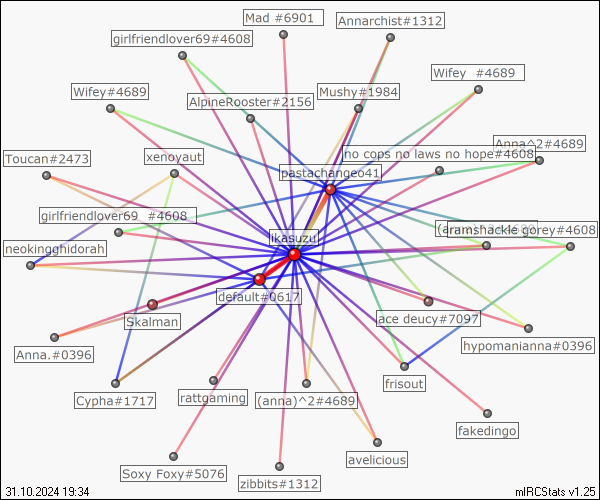 Mad #6901
Annarchist#1312
girlfriendlover69#4608
Wifey  #4689
Wifey#4689
Mushy#1984
AlpineRooster#2156
Anna^2#4689
no cops no laws no hope#4608
Toucan#2473
xenoyaut
pastachangeo41
girlfriendlover69_#4608
ramshackle gorey#4608
ikasuzu
neokingghidorah
default#0617
Skalman
ace deucy#7097
hypomanianna#0396
Anna.#0396
frisout
Cypha#1717
rattgaming
(anna)^2#4689
fakedingo
avelicious
Soxy Foxy#5076
zibbits#1312
31.10.2024 19:34
mIRCStats v1.25